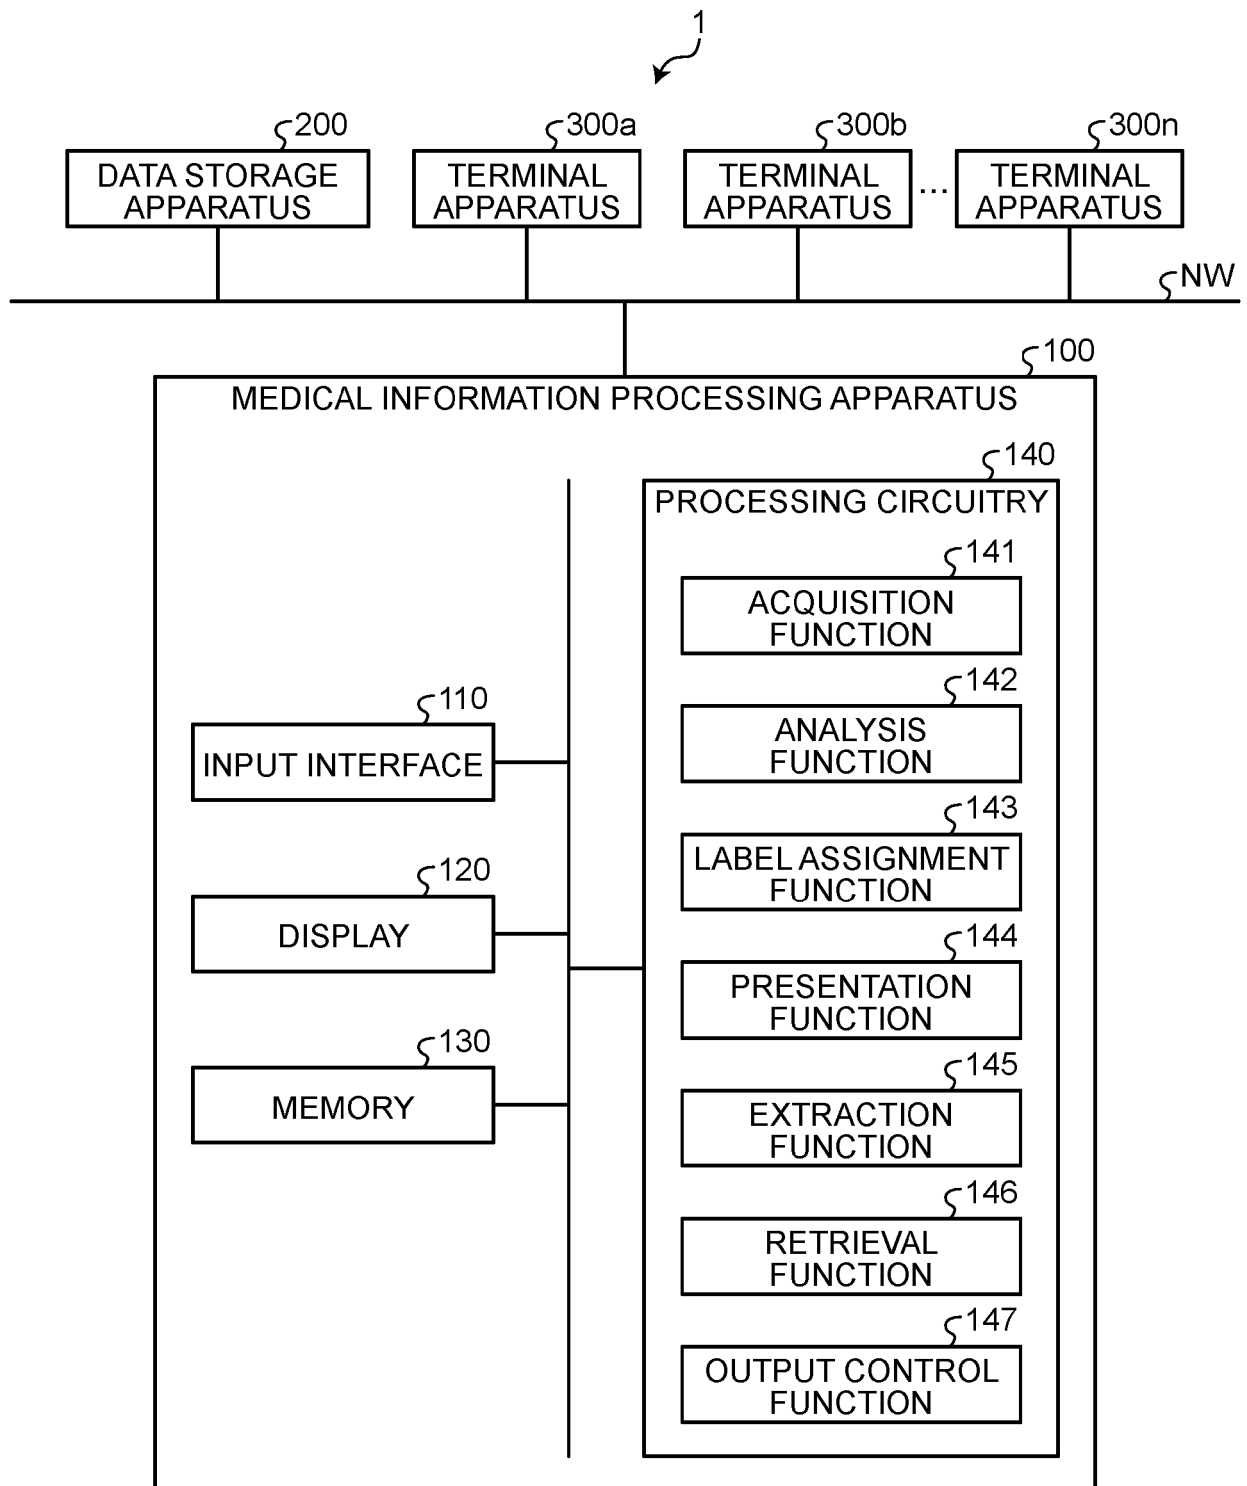 1
200
300a
300b
300n
DATA STORAGE
APPARATUS
TERMINAL
APPARATUS
TERMINAL
APPARATUS
...
TERMINAL
APPARATUS
NW
100
MEDICAL INFORMATION PROCESSING APPARATUS
140
PROCESSING CIRCUITRY
141
ACQUISITION
FUNCTION
142
ANALYSIS
FUNCTION
110
INPUT INTERFACE
143
LABEL ASSIGNMENT
FUNCTION
120
DISPLAY
144
PRESENTATION
FUNCTION
130
MEMORY
145
EXTRACTION
FUNCTION
146
RETRIEVAL
FUNCTION
147
OUTPUT CONTROL
FUNCTION